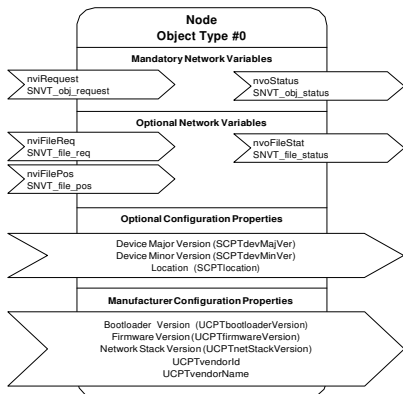 Node
Object Type #0
Mandatory Network Variables
nviRequest
SNVT_obj_request
nvoStatus
SNVT_obj_status
Optional Network Variables
nviFileReq
SNVT_file_req
nvoFileStat
SNVT_file_status
nviFilePos
SNVT_file_pos
Optional Configuration Properties
Device Major Version (SCPTdevMajVer)
Device Minor Version (SCPTdevMinVer)
Location (SCPTlocation)
Manufacturer Configuration Properties
Bootloader Version (UCPTbootloaderVersion)
Firmware Version (UCPTfirmwareVersion)
Network Stack Version (UCPTnetStackVersion)
UCPTvendorId
UCPTvendorName